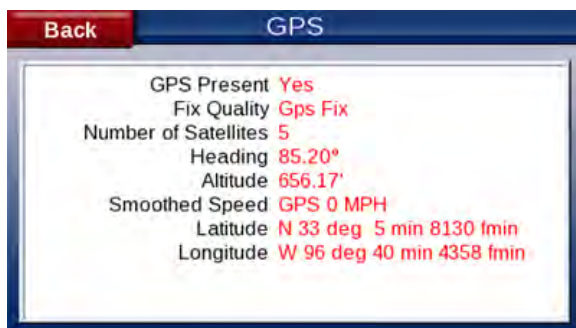 Back
GPS
GPS Present Yes
Fix Quality Gps Fix
Number of Satellites 5
Heading 85.20°
Altitude 656.17'
Smoothed Speed GPS 0 MPH
Latitude N 33 deg  5 min 8130 fmin
Longitude W 96 deg 40 min 4358 fmin